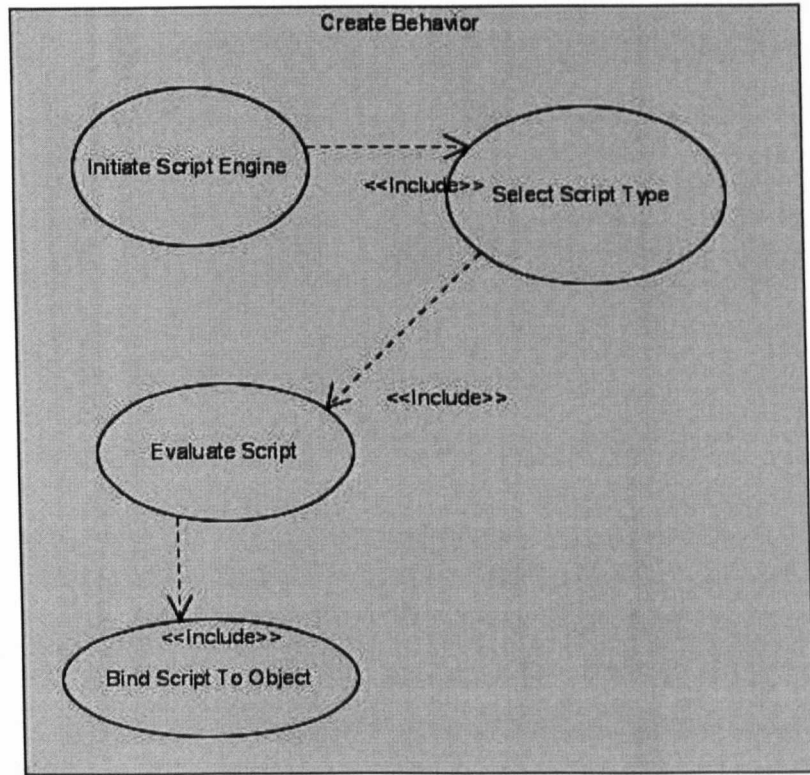 Create Behavior
Initiate Script Engine
<<Include>>
Select Script Type
<<Include>>
Evaluate Script
<<Include>>
Bind Script To Object